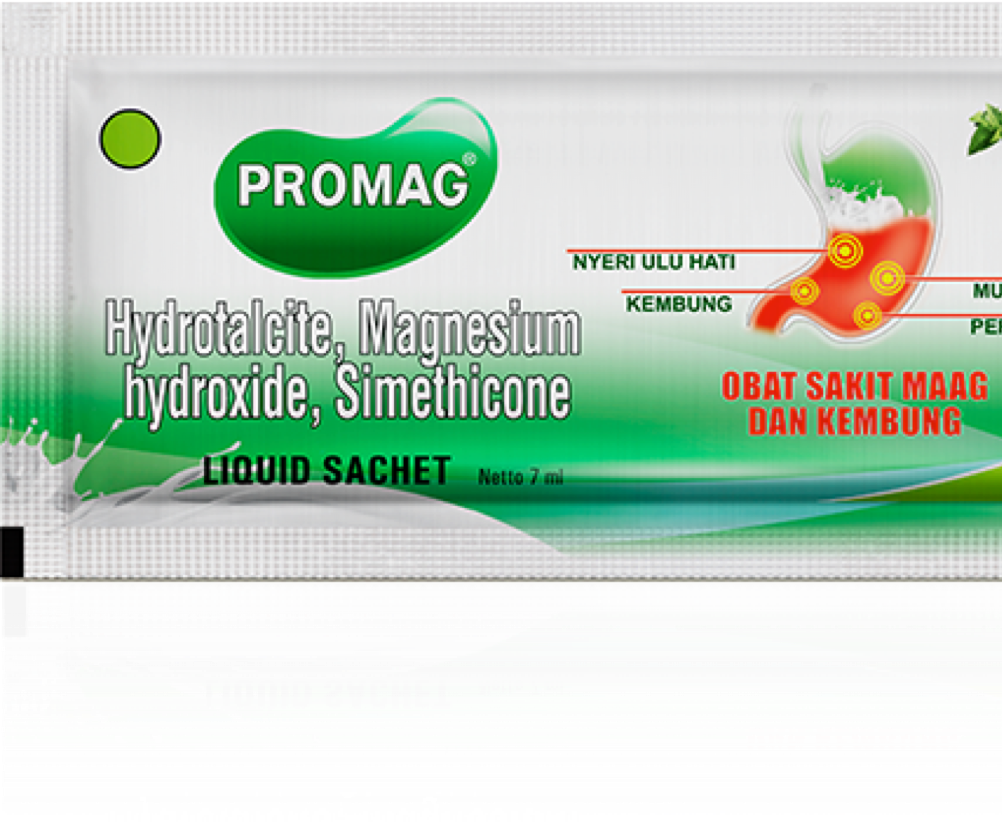 PROMAG®
NYERI ULU HATI
KEMBUNG
Hydrotalcite, Magnesium
hydroxide, Simethicone
OBAT SAKIT MAAG
DAN KEMBUNG
LIQUID SACHET Netto 7 ml